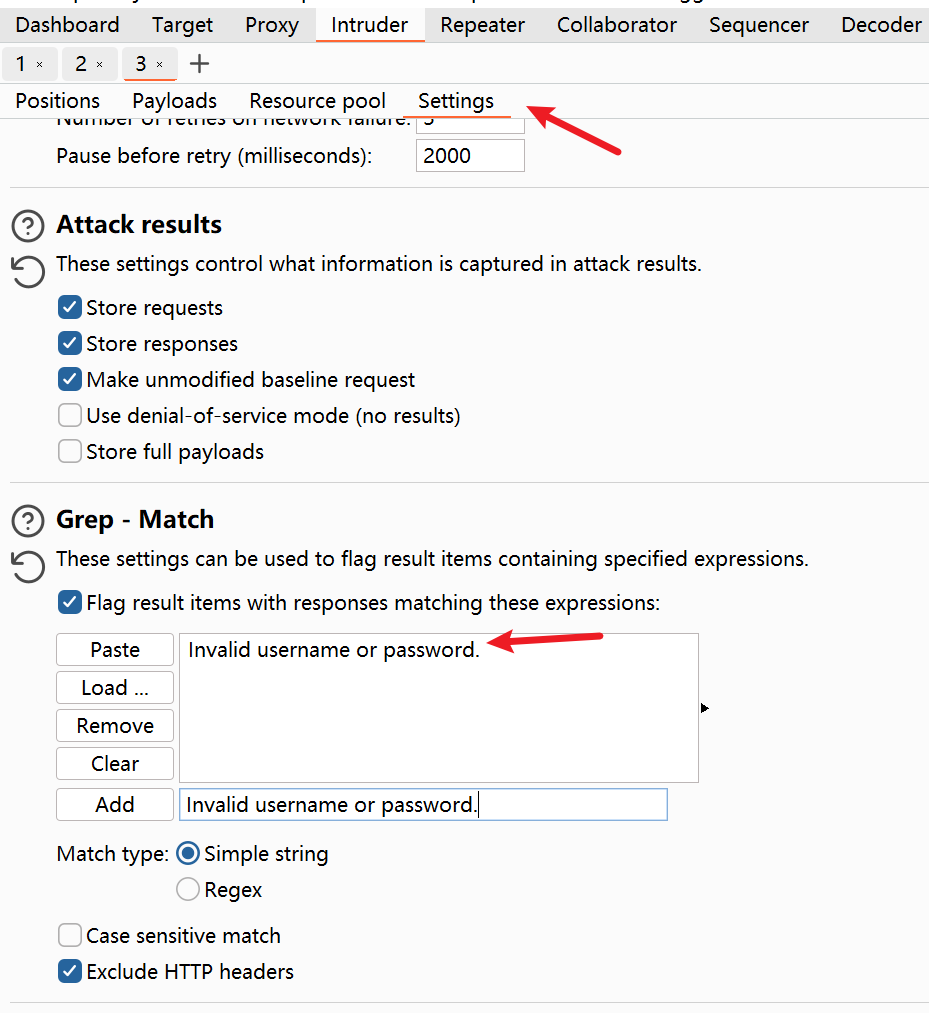 Dashboard Target Proxy Intruder Repeater Collaborator Sequencer Decoder
1 × 2 × 3 × +
Positions Payloads Resource pool Settings
Number of retries on network failure: 3
Pause before retry (milliseconds): 2000
? Attack results
These settings control what information is captured in attack results.
Store requests
Store responses
Make unmodified baseline request
Use denial-of-service mode (no results)
Store full payloads
? Grep - Match
These settings can be used to flag result items containing specified expressions.
Flag result items with responses matching these expressions:
Paste Invalid username or password.
Load ...
Remove
Clear
Add Invalid username or password.
Match type: Simple string
Regex
Case sensitive match
Exclude HTTP headers